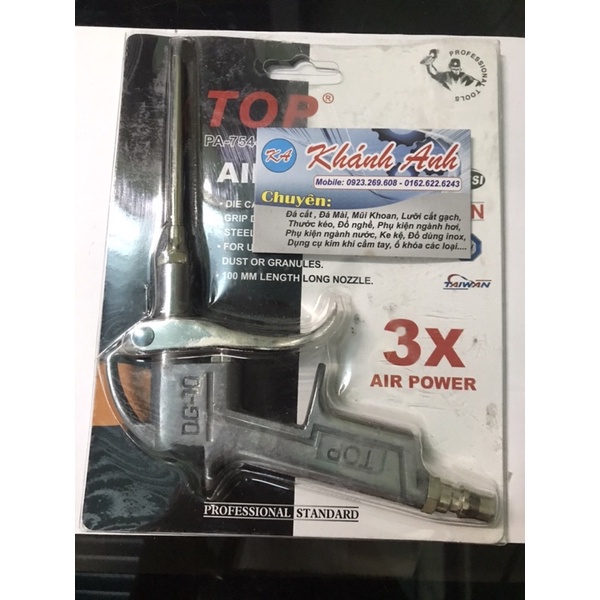 PROFESSIONAL TOOLS
TOP®
PA-754
KA
Khánh Anh
Mobile: 0923.269.608 - 0162.622.6243
Chuyên:
Đá cắt , Đá Mài, Mũi Khoan, Lưỡi cắt gạch,
Thước kéo, Đồ nghề, Phụ kiện ngành hơi,
Phụ kiện ngành nước, Ke kệ, Đồ dùng inox,
Dụng cụ kim khí cầm tay, ổ khóa các loại....
DUST OR GRANULES.
• 100 MM LENGTH LONG NOZZLE.
TAIWAN
3X
AIR POWER
DG-10
TOP
PROFESSIONAL STANDARD